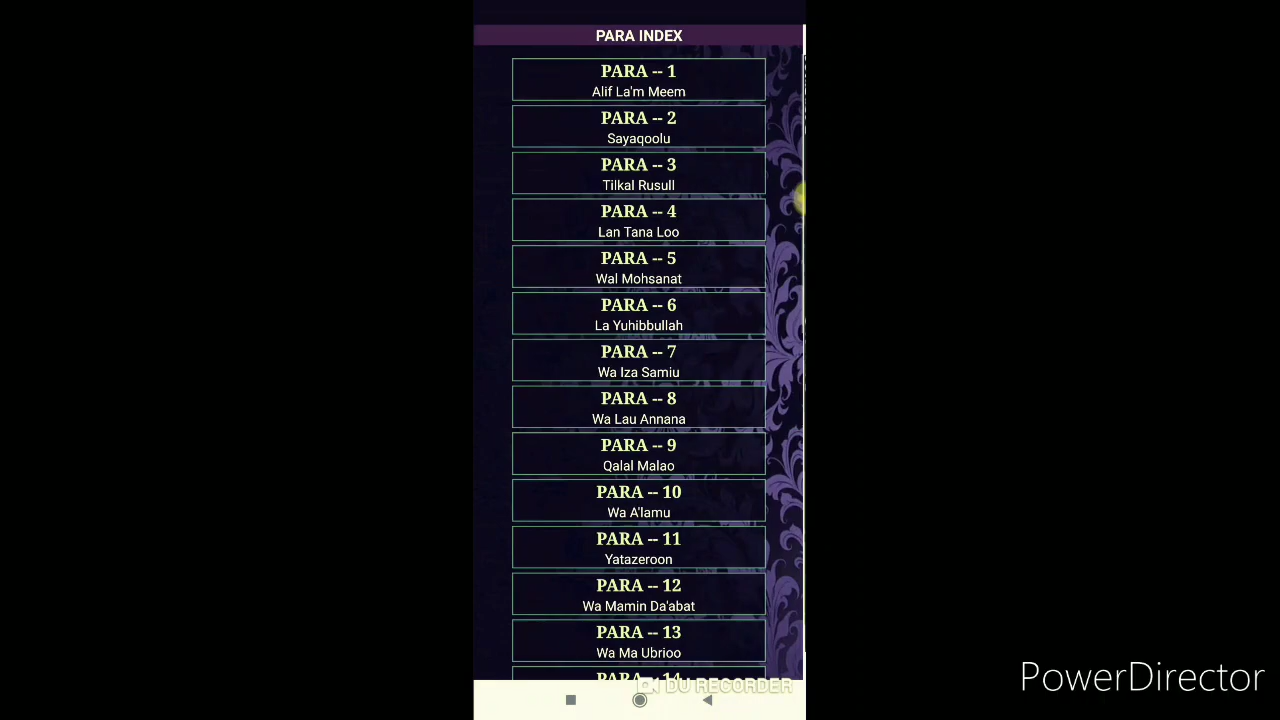 PARA INDEX
PARA -- 1
Alif La'm Meem
PARA -- 2
Sayaqoolu
PARA -- 3
Tilkal Rusull
PARA -- 4
Lan Tana Loo
PARA -- 5
Wal Mohsanat
PARA -- 6
La Yuhibbullah
PARA -- 7
Wa Iza Samiu
PARA -- 8
Wa Lau Annana
PARA -- 9
Qalal Malao
PARA -- 10
Wa A'lamu
PARA -- 11
Yatazeroon
PARA -- 12
Wa Mamin Da'abat
PARA -- 13
Wa Ma Ubrioo
PARA -- 14
DU RECORDER
PowerDirector